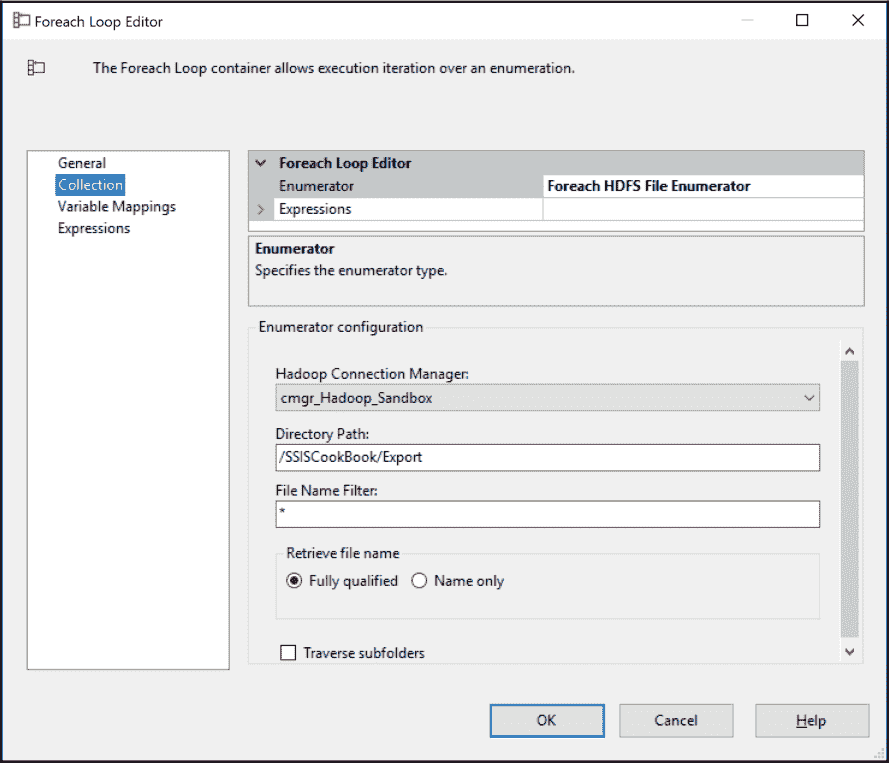 Foreach Loop Editor
The Foreach Loop container allows execution iteration over an enumeration.
General
Collection
Variable Mappings
Expressions
Foreach Loop Editor
Enumerator Foreach HDFS File Enumerator
Expressions
Enumerator
Specifies the enumerator type.
Enumerator configuration
Hadoop Connection Manager:
cmgr_Hadoop_Sandbox
Directory Path:
/SSISCookBook/Export
File Name Filter:
*
Retrieve file name
Fully qualified Name only
Traverse subfolders
OK Cancel Help